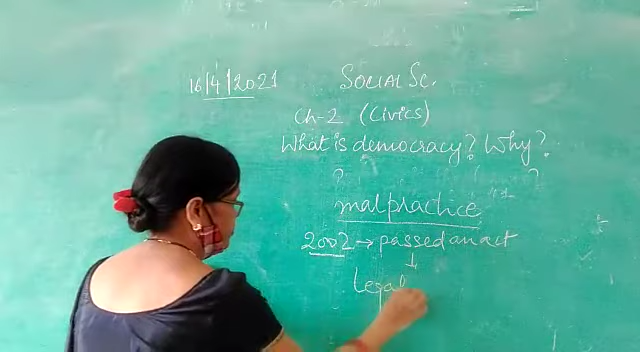 16/4/2021
SOCIAL Sc.
Ch-2 (Civics)
What is democracy? Why?
? ?
malpractice
2002 → passed an act
↓
Legal